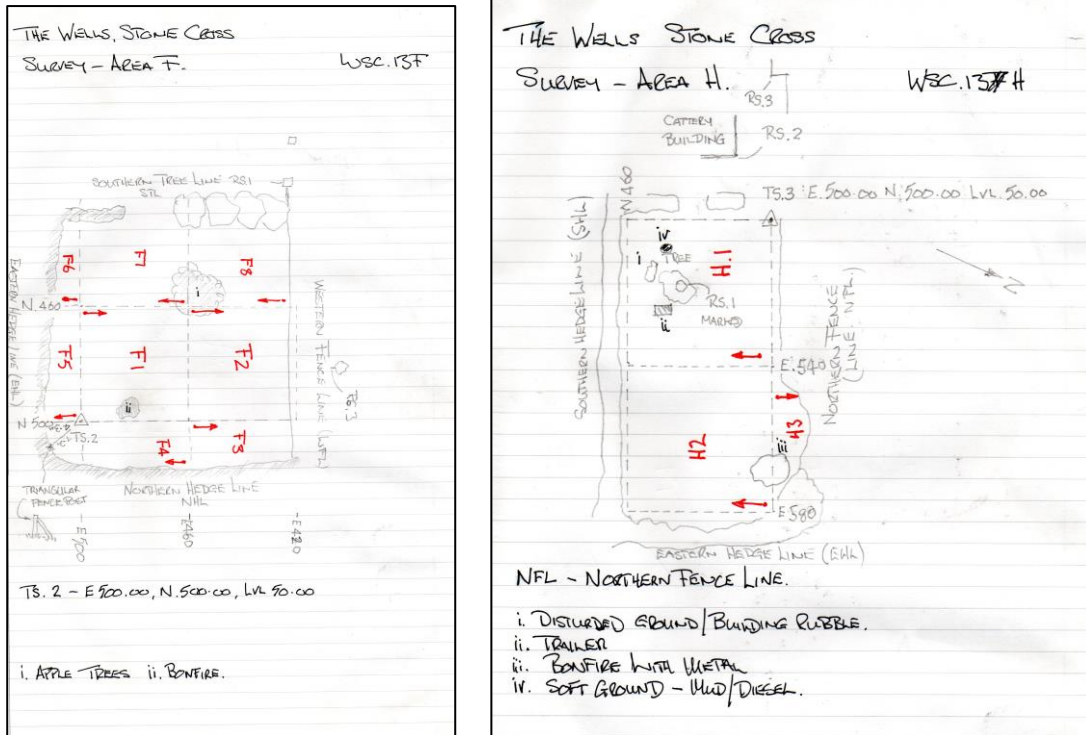 THE WELLS, STONE CROSS
SURVEY - AREA F. WSC.13F
SOUTHERN TREE LINE RS.1
STL
EASTERN HEDGE LINE (EHL)
F6
F7
F8
i
N.460
WESTERN FENCE LINE (WFL)
F5
F1
F2
TS.3
ii
N500
TS.2
F4
F3
TRIANGULAR
FENCE POST
NORTHERN HEDGE LINE
NHL
E500
E460
E420
TS.2 - E500.00, N.500.00, LVL 50.00
i. APPLE TREES ii. BONFIRE.
THE WELLS STONE CROSS
SURVEY - AREA H. WSC.13 H
RS.3
CATTERY
BUILDING
RS.2
N460
TS.3: E.500.00 N.500.00 LVL. 50.00
SOUTHERN HEDGE LINE (SHL)
iv
i
TREE
H.1
RS.1
MARKED
ii
N
E.540
NORTHERN FENCE
(LINE. NFL)
H2
H3
iii
E580
EASTERN HEDGE LINE (EHL)
NFL - NORTHERN FENCE LINE.
i. DISTURDED GROUND/BUILDING RUBBLE.
ii. TRAILER
iii. BONFIRE WITH METAL
iv. SOFT GROUND - MUD/DIESEL.